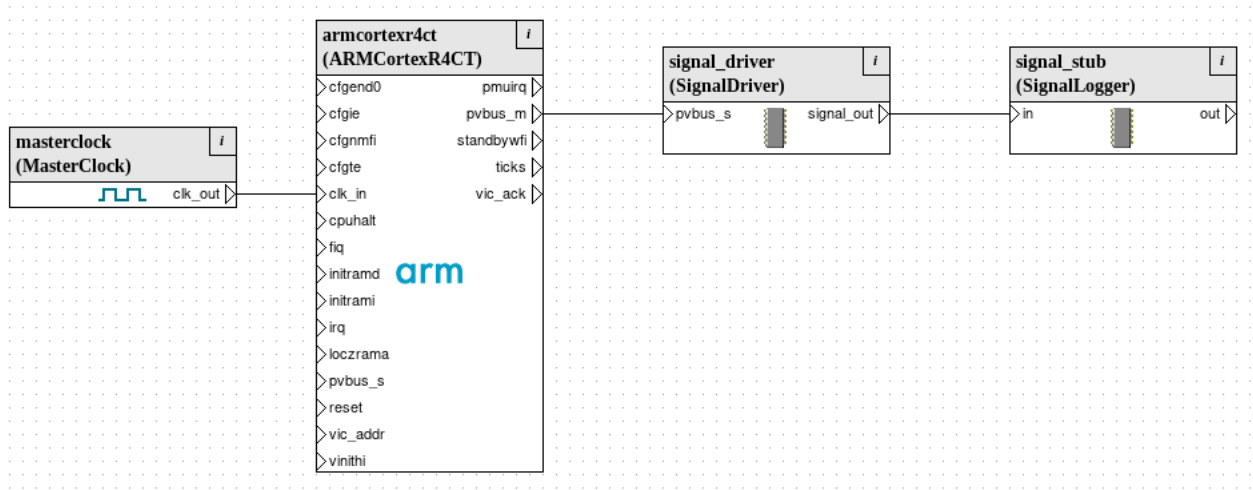 masterclock
(MasterClock)
i
clk_out
armcortexr4ct
(ARMCortexR4CT)
i
cfgend0
pmuirq
cfgie
pvbus_m
cfgnmfi
standbywfi
cfgte
ticks
clk_in
vic_ack
cpuhalt
fiq
initramd
arm
initrami
irq
loczrama
pvbus_s
reset
vic_addr
vinithi
signal_driver
(SignalDriver)
i
pvbus_s
signal_out
signal_stub
(SignalLogger)
i
in
out